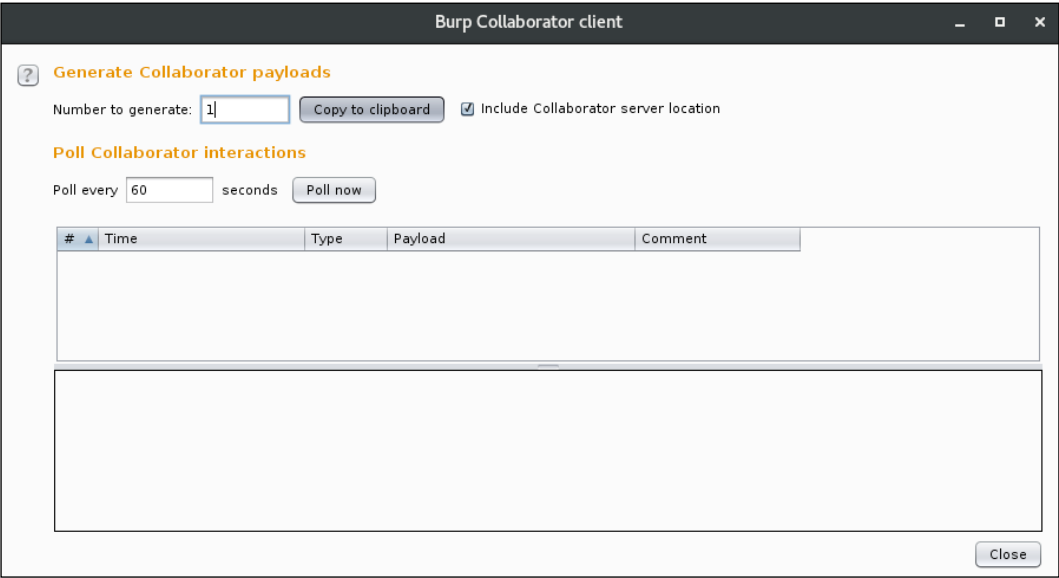 Burp Collaborator client
?
Generate Collaborator payloads
Number to generate: 1 Copy to clipboard Include Collaborator server location
Poll Collaborator interactions
Poll every 60 seconds Poll now
# Time Type Payload Comment
Close